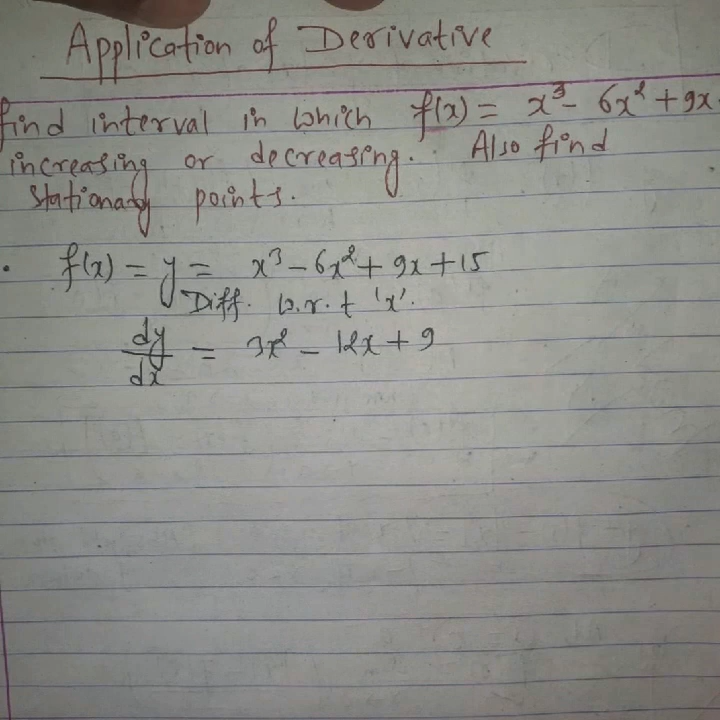 Application of Derivative
find interval in which f(x) = x³- 6x² + 9x.
increasing or decreasing. Also find
stationary points.
. f(x) = y = x³ - 6x² + 9x + 15
Diff. w.r.t 'x'.
dy/dx = 3x² - 12x + 9